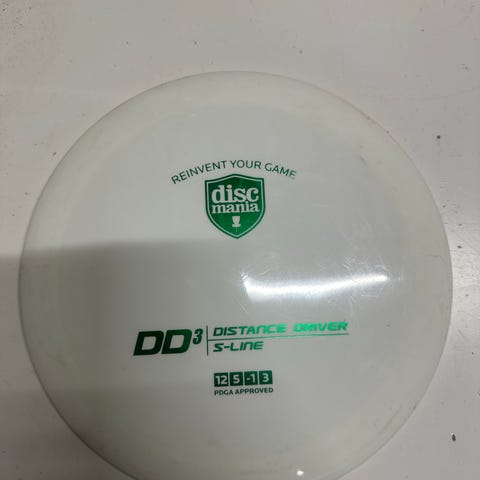 REINVENT YOUR GAME
disc
mania
DD3 DISTANCE DRIVER
S-LINE
12 5 -1 3
PDGA APPROVED